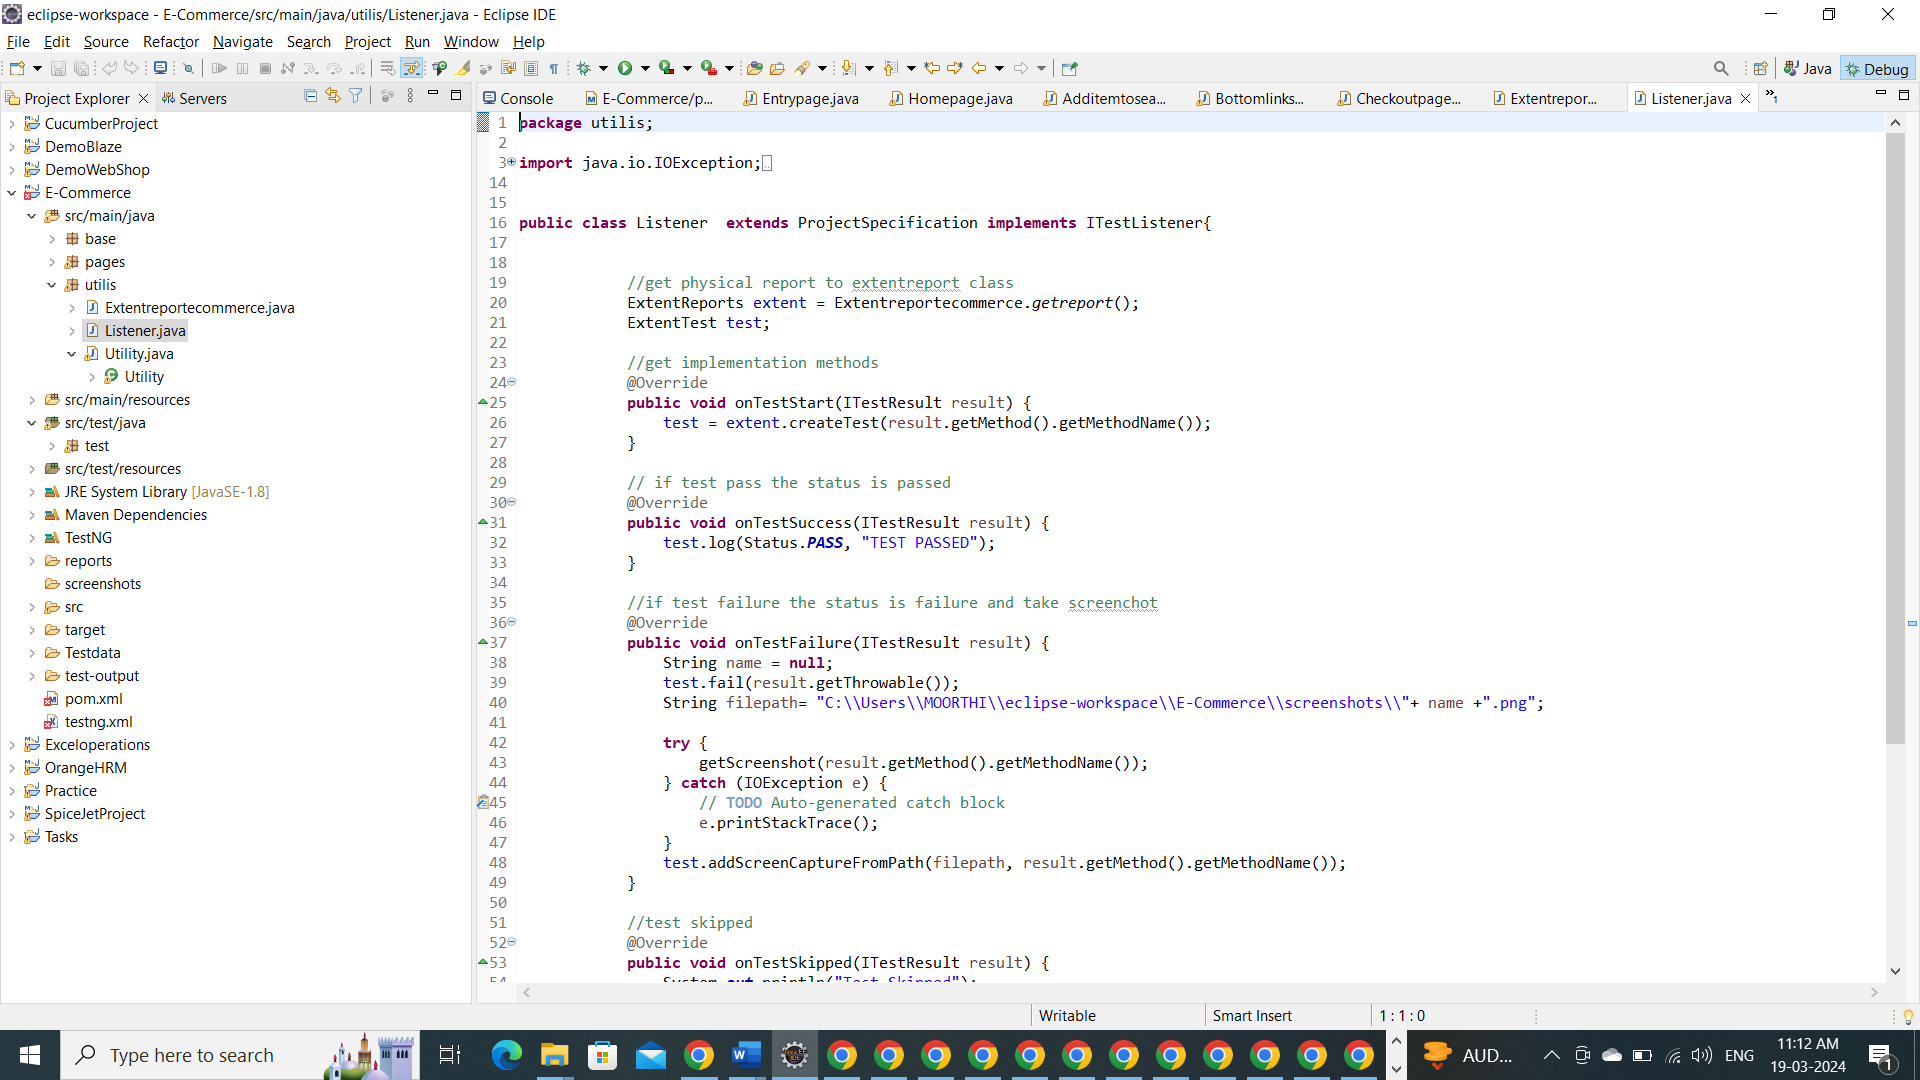 eclipse-workspace - E-Commerce/src/main/java/utilis/Listener.java - Eclipse IDE
File Edit Source Refactor Navigate Search Project Run Window Help
Java Debug
Project Explorer Servers
Console E-Commerce/p... Entrypage.java Homepage.java Additemtosea... Bottomlinks... Checkoutpage... Extentrepor... Listener.java »1
CucumberProject
DemoBlaze
DemoWebShop
E-Commerce
src/main/java
base
pages
utilis
Extentreportecommerce.java
Listener.java
Utility.java
Utility
src/main/resources
src/test/java
test
src/test/resources
JRE System Library [JavaSE-1.8]
Maven Dependencies
TestNG
reports
screenshots
src
target
Testdata
test-output
pom.xml
testng.xml
Exceloperations
OrangeHRM
Practice
SpiceJetProject
Tasks
1 package utilis;
2
3 import java.io.IOException;
14
15
16 public class Listener  extends ProjectSpecification implements ITestListener{
17
18
19 //get physical report to extentreport class
20 ExtentReports extent = Extentreportecommerce.getreport();
21 ExtentTest test;
22
23 //get implementation methods
24 @Override
25 public void onTestStart(ITestResult result) {
26 test = extent.createTest(result.getMethod().getMethodName());
27 }
28
29 // if test pass the status is passed
30 @Override
31 public void onTestSuccess(ITestResult result) {
32 test.log(Status.PASS, "TEST PASSED");
33 }
34
35 //if test failure the status is failure and take screenchot
36 @Override
37 public void onTestFailure(ITestResult result) {
38 String name = null;
39 test.fail(result.getThrowable());
40 String filepath= "C:\\Users\\MOORTHI\\eclipse-workspace\\E-Commerce\\screenshots\\"+ name +".png";
41
42 try {
43 getScreenshot(result.getMethod().getMethodName());
44 } catch (IOException e) {
45 // TODO Auto-generated catch block
46 e.printStackTrace();
47 }
48 test.addScreenCaptureFromPath(filepath, result.getMethod().getMethodName());
49 }
50
51 //test skipped
52 @Override
53 public void onTestSkipped(ITestResult result) {
54 System.out.println("Test Skipped");
Writable Smart Insert 1 : 1 : 0
Type here to search
AUD... ENG
11:12 AM
19-03-2024
1